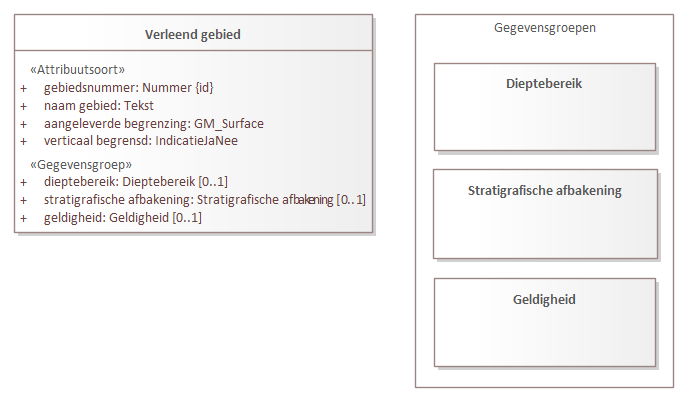 Verleend gebied
«Attribuutsoort»
+ gebiedsnummer: Nummer {id}
+ naam gebied: Tekst
+ aangeleverde begrenzing: GM_Surface
+ verticaal begrensd: IndicatieJaNee
«Gegevensgroep»
+ dieptebereik: Dieptebereik [0..1]
+ stratigrafische afbakening: Stratigrafische afbakening [0..1]
+ geldigheid: Geldigheid [0..1]
Gegevensgroepen
Dieptebereik
Stratigrafische afbakening
Geldigheid